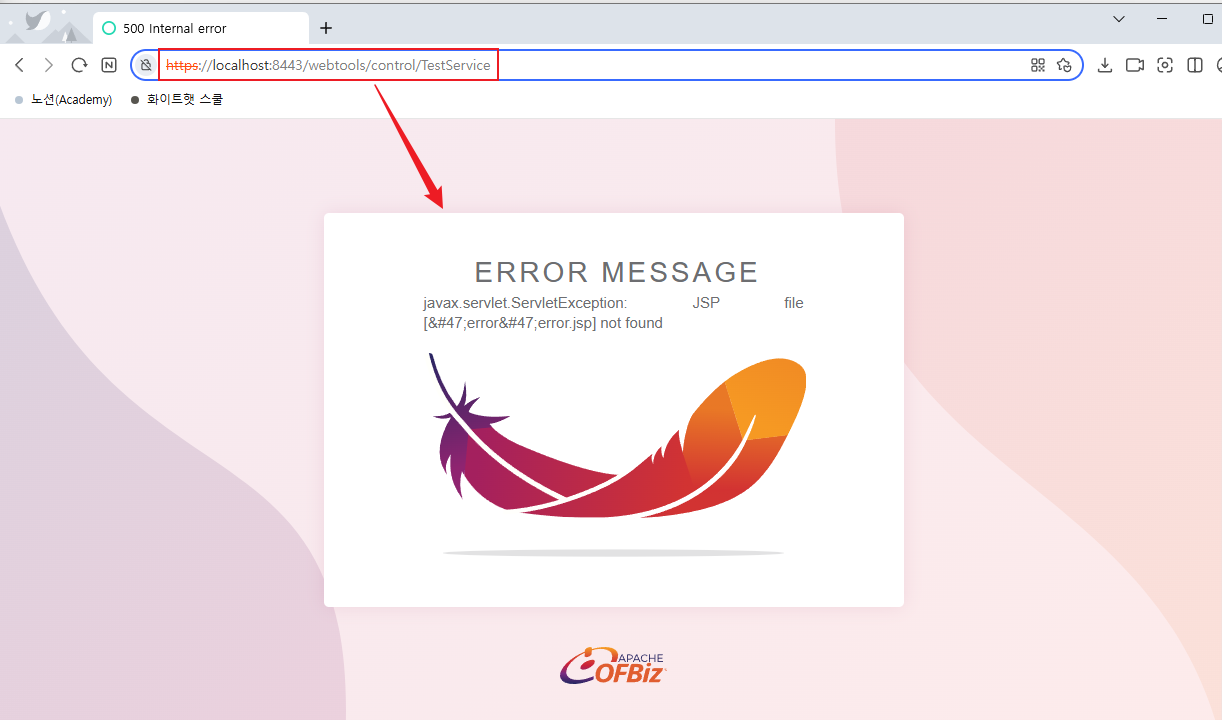 500 Internal error
https://localhost:8443/webtools/control/TestService
노션(Academy) 화이트햇 스쿨
ERROR MESSAGE
javax.servlet.ServletException: JSP file
[&#47;error&#47;error.jsp] not found
APACHE
OFBiz